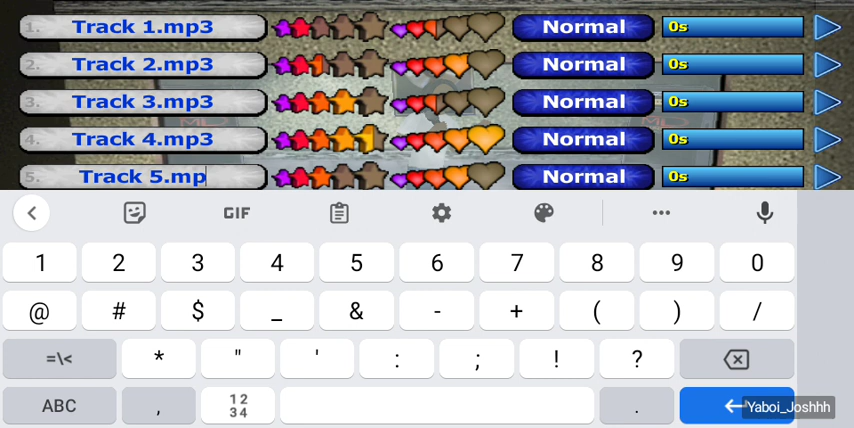 1. Track 1.mp3 Normal 0s
2. Track 2.mp3 Normal 0s
3. Track 3.mp3 Normal 0s
4. Track 4.mp3 Normal 0s
5. Track 5.mp Normal 0s
GIF
1 2 3 4 5 6 7 8 9 0
@ # $ _ & - + ( ) /
=\< * " ' : ; ! ?
ABC , 12 34 .
Yaboi_Joshhh